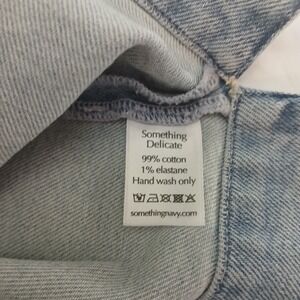 Something
Delicate
99% cotton
1% elastane
Hand wash only
somethingnavy.com